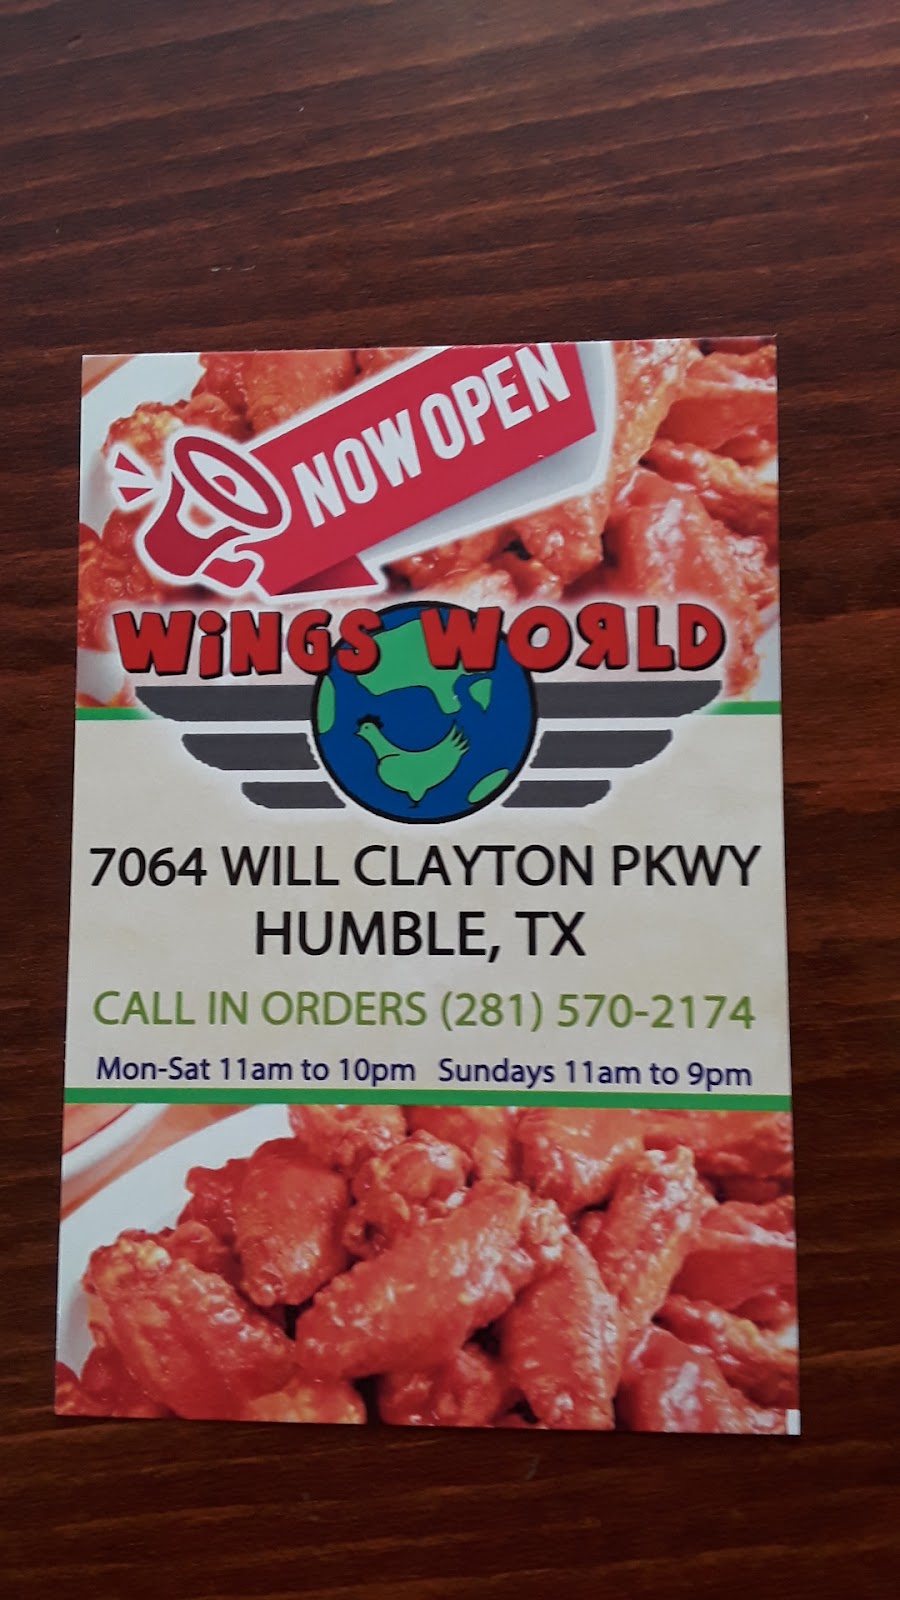 NOW OPEN
WiNGS WORLD
7064 WILL CLAYTON PKWY
HUMBLE, TX
CALL IN ORDERS (281) 570-2174
Mon-Sat 11am to 10pm Sundays 11am to 9pm